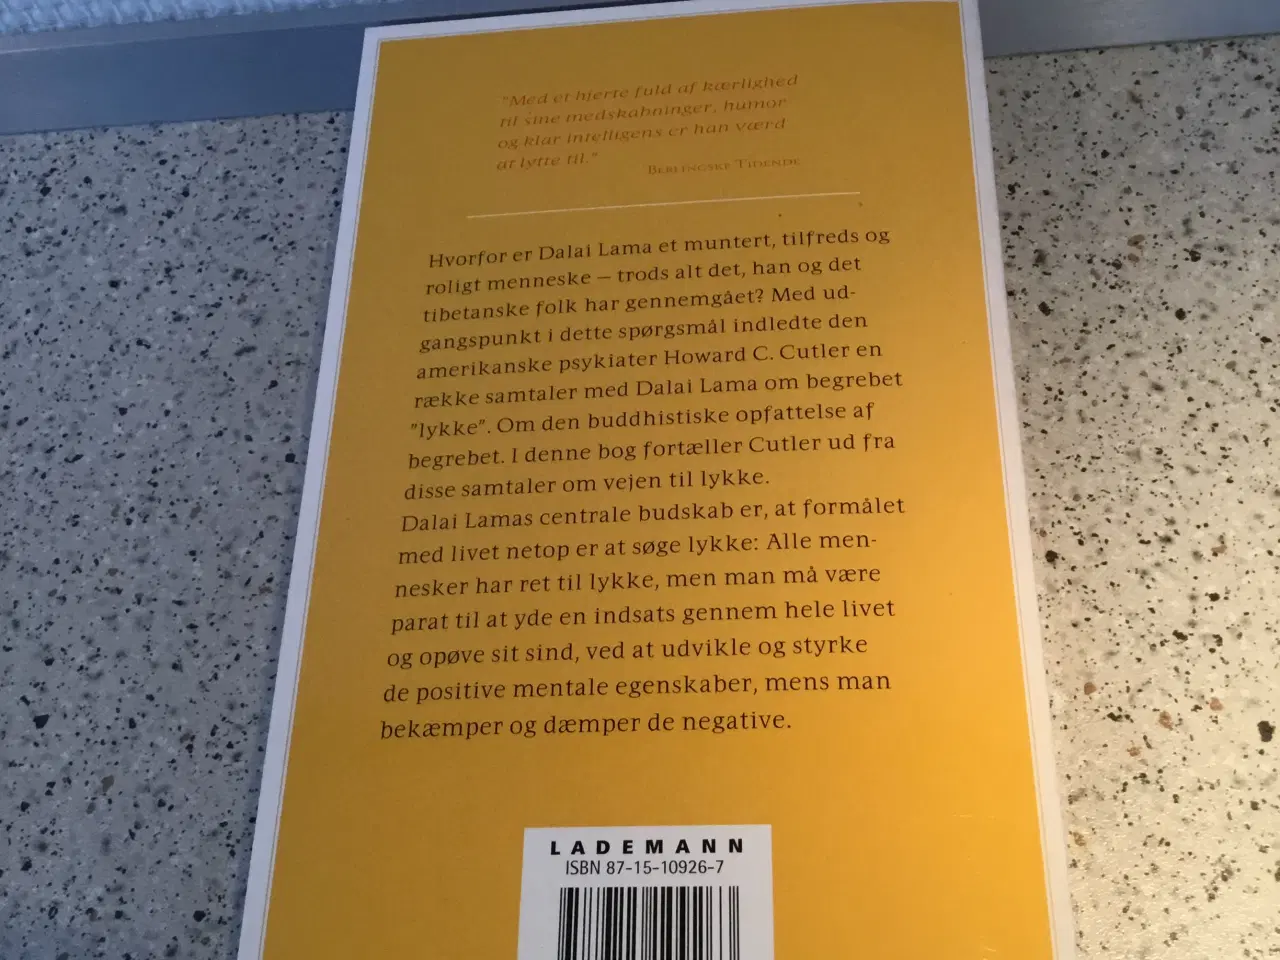 "Med et hjerte fuld af kærlighed
til sine medskabninger, humor
og klar intelligens er han værd
at lytte til."
BERLINGSKE TIDENDE
Hvorfor er Dalai Lama et muntert, tilfreds og
roligt menneske – trods alt det, han og det
tibetanske folk har gennemgået? Med ud-
gangspunkt i dette spørgsmål indledte den
amerikanske psykiater Howard C. Cutler en
række samtaler med Dalai Lama om begrebet
"lykke". Om den buddhistiske opfattelse af
begrebet. I denne bog fortæller Cutler ud fra
disse samtaler om vejen til lykke.
Dalai Lamas centrale budskab er, at formålet
med livet netop er at søge lykke: Alle men-
nesker har ret til lykke, men man må være
parat til at yde en indsats gennem hele livet
og opøve sit sind, ved at udvikle og styrke
de positive mentale egenskaber, mens man
bekæmper og dæmper de negative.
LADEMANN
ISBN 87-15-10926-7